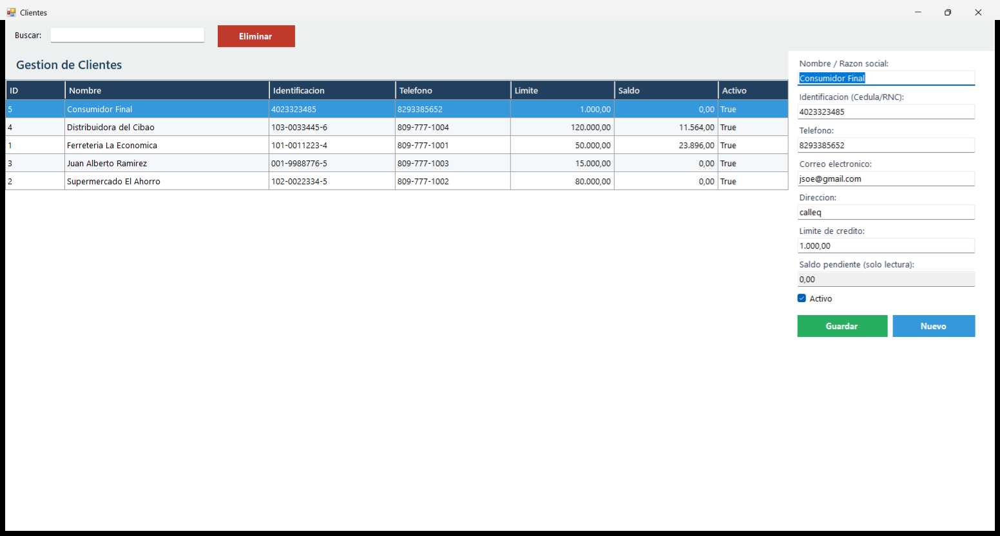 Clientes
Buscar:
Eliminar
Gestion de Clientes
ID Nombre Identificacion Telefono Limite Saldo Activo
5 Consumidor Final 4023323485 8293385652 1.000,00 0,00 True
4 Distribuidora del Cibao 103-0033445-6 809-777-1004 120.000,00 11.564,00 True
1 Ferreteria La Economica 101-0011223-4 809-777-1001 50.000,00 23.896,00 True
3 Juan Alberto Ramirez 001-9988776-5 809-777-1003 15.000,00 0,00 True
2 Supermercado El Ahorro 102-0022334-5 809-777-1002 80.000,00 0,00 True
Nombre / Razon social:
Consumidor Final
Identificacion (Cedula/RNC):
4023323485
Telefono:
8293385652
Correo electronico:
jsoe@gmail.com
Direccion:
calleq
Limite de credito:
1.000,00
Saldo pendiente (solo lectura):
0,00
Activo
Guardar Nuevo